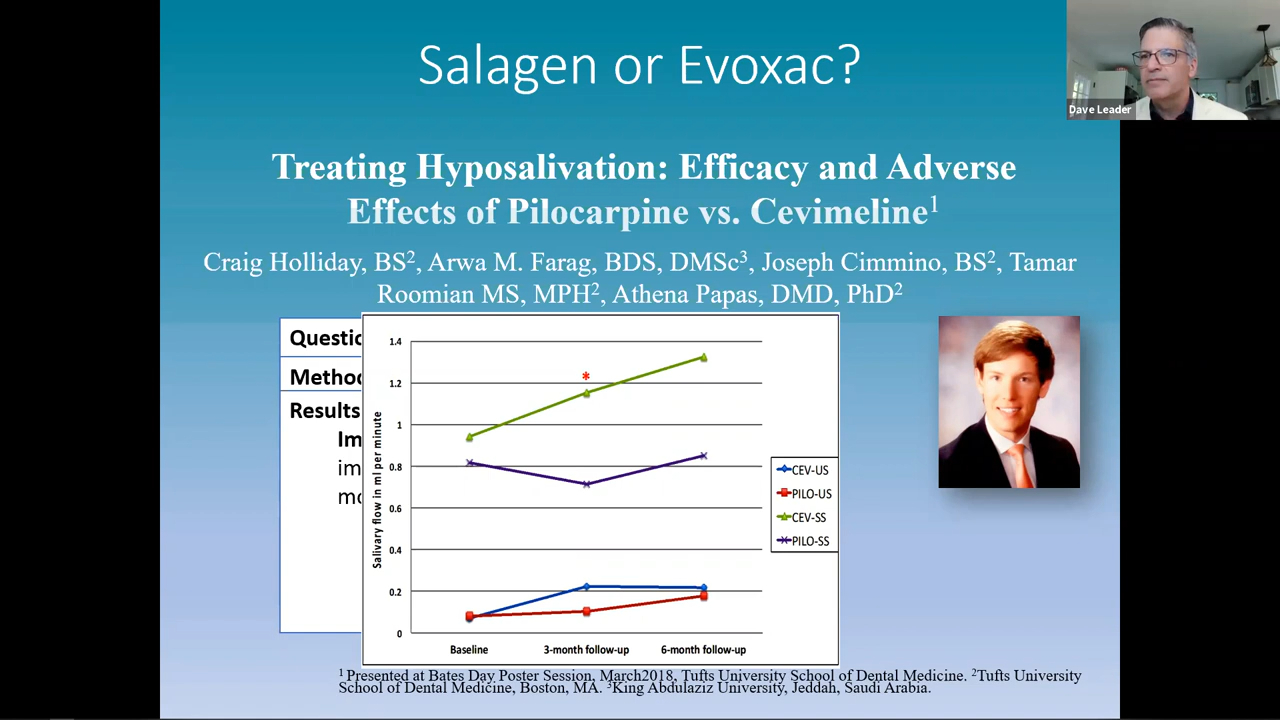 Salagen or Evoxac?
Dave Leader
Treating Hyposalivation: Efficacy and Adverse
Effects of Pilocarpine vs. Cevimeline1
Craig Holliday, BS2, Arwa M. Farag, BDS, DMSc3, Joseph Cimmino, BS2, Tamar
Roomian MS, MPH2, Athena Papas, DMD, PhD2
Questic
Methoc
Results
Im
im
mo
Salivary flow in ml per minute
1.4
1.2
1
0.8
0.6
0.4
0.2
0
*
Baseline 3-month follow-up 6-month follow-up
CEV-US
PILO-US
CEV-SS
PILO-SS
1 Presented at Bates Day Poster Session, March2018, Tufts University School of Dental Medicine. 2Tufts University
School of Dental Medicine, Boston, MA. 3King Abdulaziz University, Jeddah, Saudi Arabia.